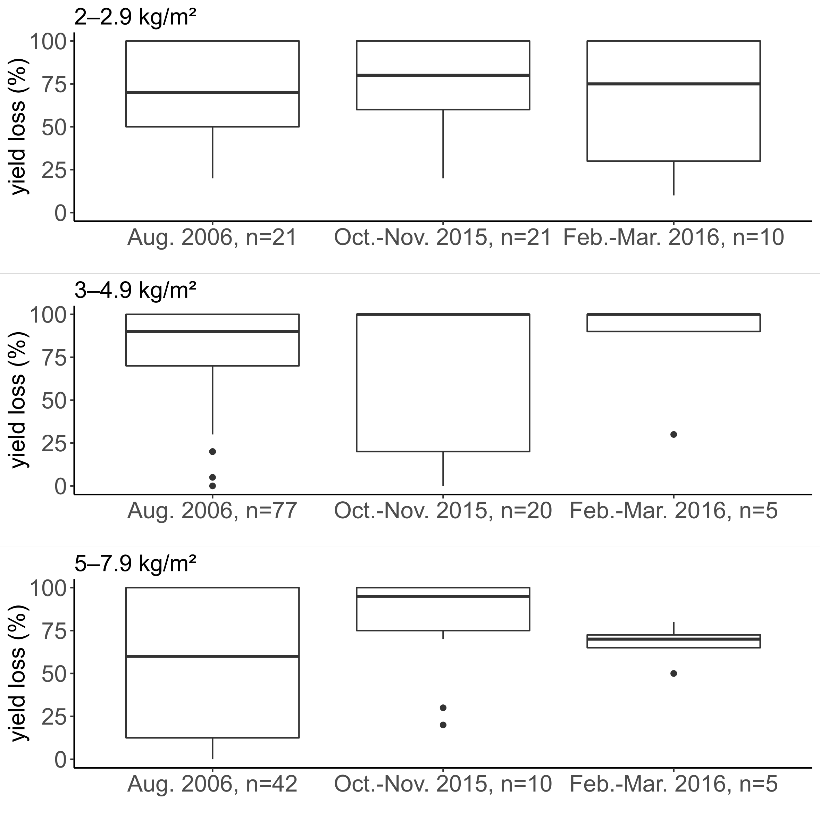 2–2.9 kg/m²
yield loss (%)
100
75
50
25
0
Aug. 2006, n=21 Oct.-Nov. 2015, n=21 Feb.-Mar. 2016, n=10
3–4.9 kg/m²
yield loss (%)
100
75
50
25
0
Aug. 2006, n=77 Oct.-Nov. 2015, n=20 Feb.-Mar. 2016, n=5
5–7.9 kg/m²
yield loss (%)
100
75
50
25
0
Aug. 2006, n=42 Oct.-Nov. 2015, n=10 Feb.-Mar. 2016, n=5